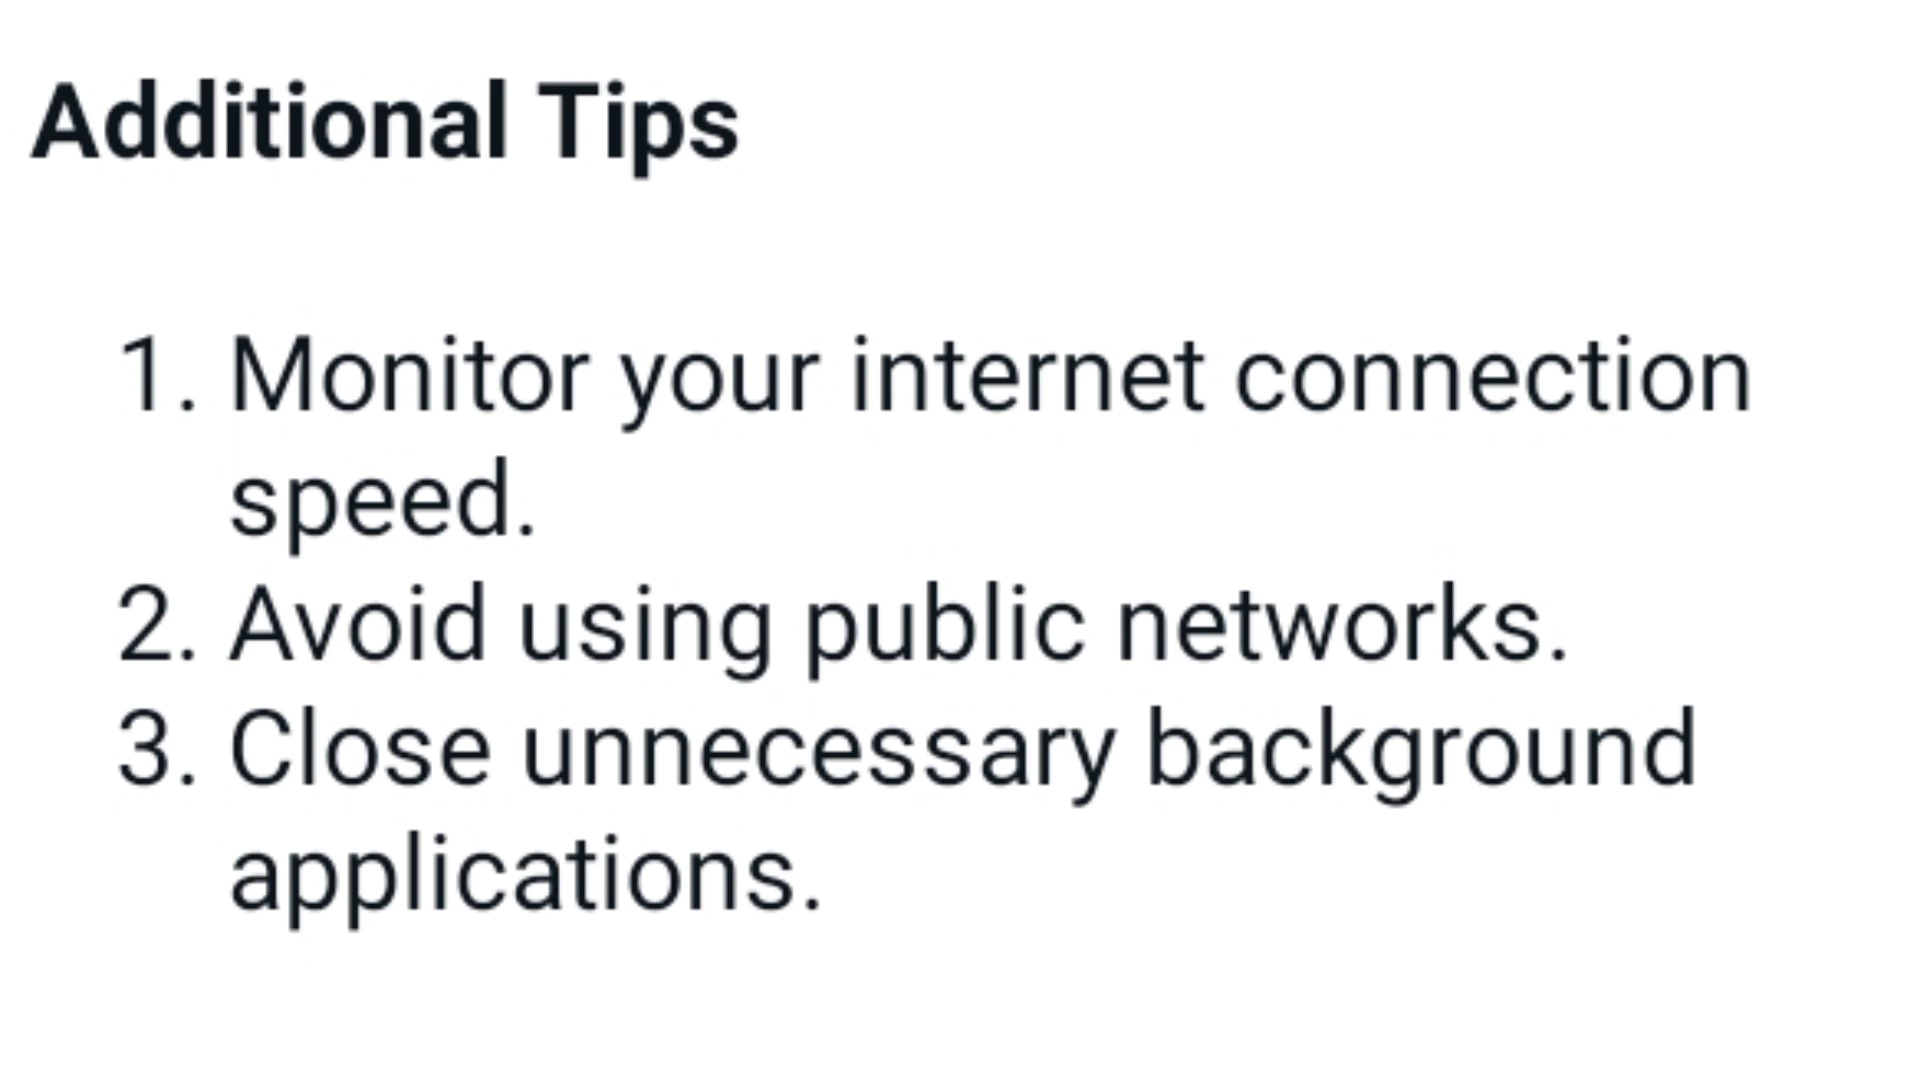 Additional Tips
1. Monitor your internet connection
speed.
2. Avoid using public networks.
3. Close unnecessary background
applications.